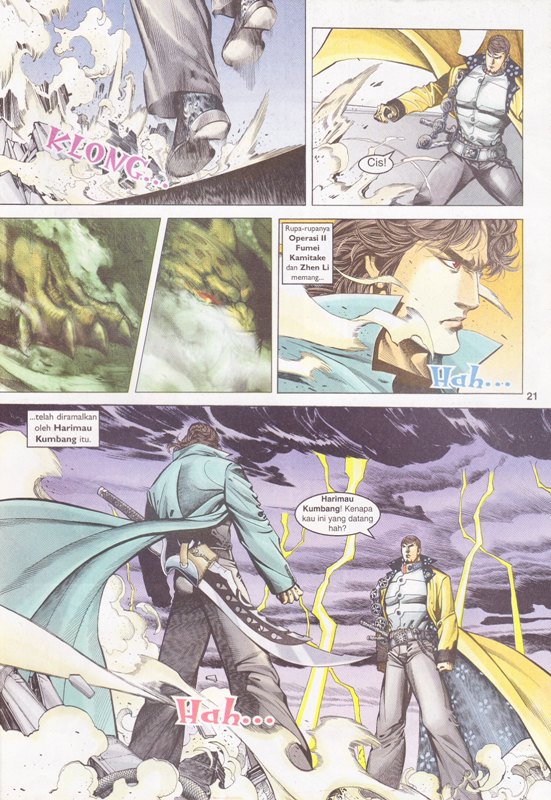 KLONG...
Cis!
Rupa-rupanya
Operasi II
Fumei
Kamitake
dan Zhen Li
memang...
Hah...
21
...telah diramalkan
oleh Harimau
Kumbang itu.
Harimau
Kumbang! Kenapa
kau ini yang datang
hah?
Hah...